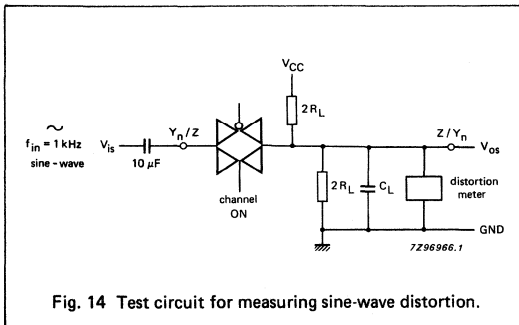 V_CC
2R_L
∼
f_in = 1 kHz
sine - wave
V_is
10 μF
Y_n / Z
channel
ON
2R_L
C_L
distortion
meter
Z / Y_n
V_os
GND
7Z96966.1
Fig. 14 Test circuit for measuring sine-wave distortion.